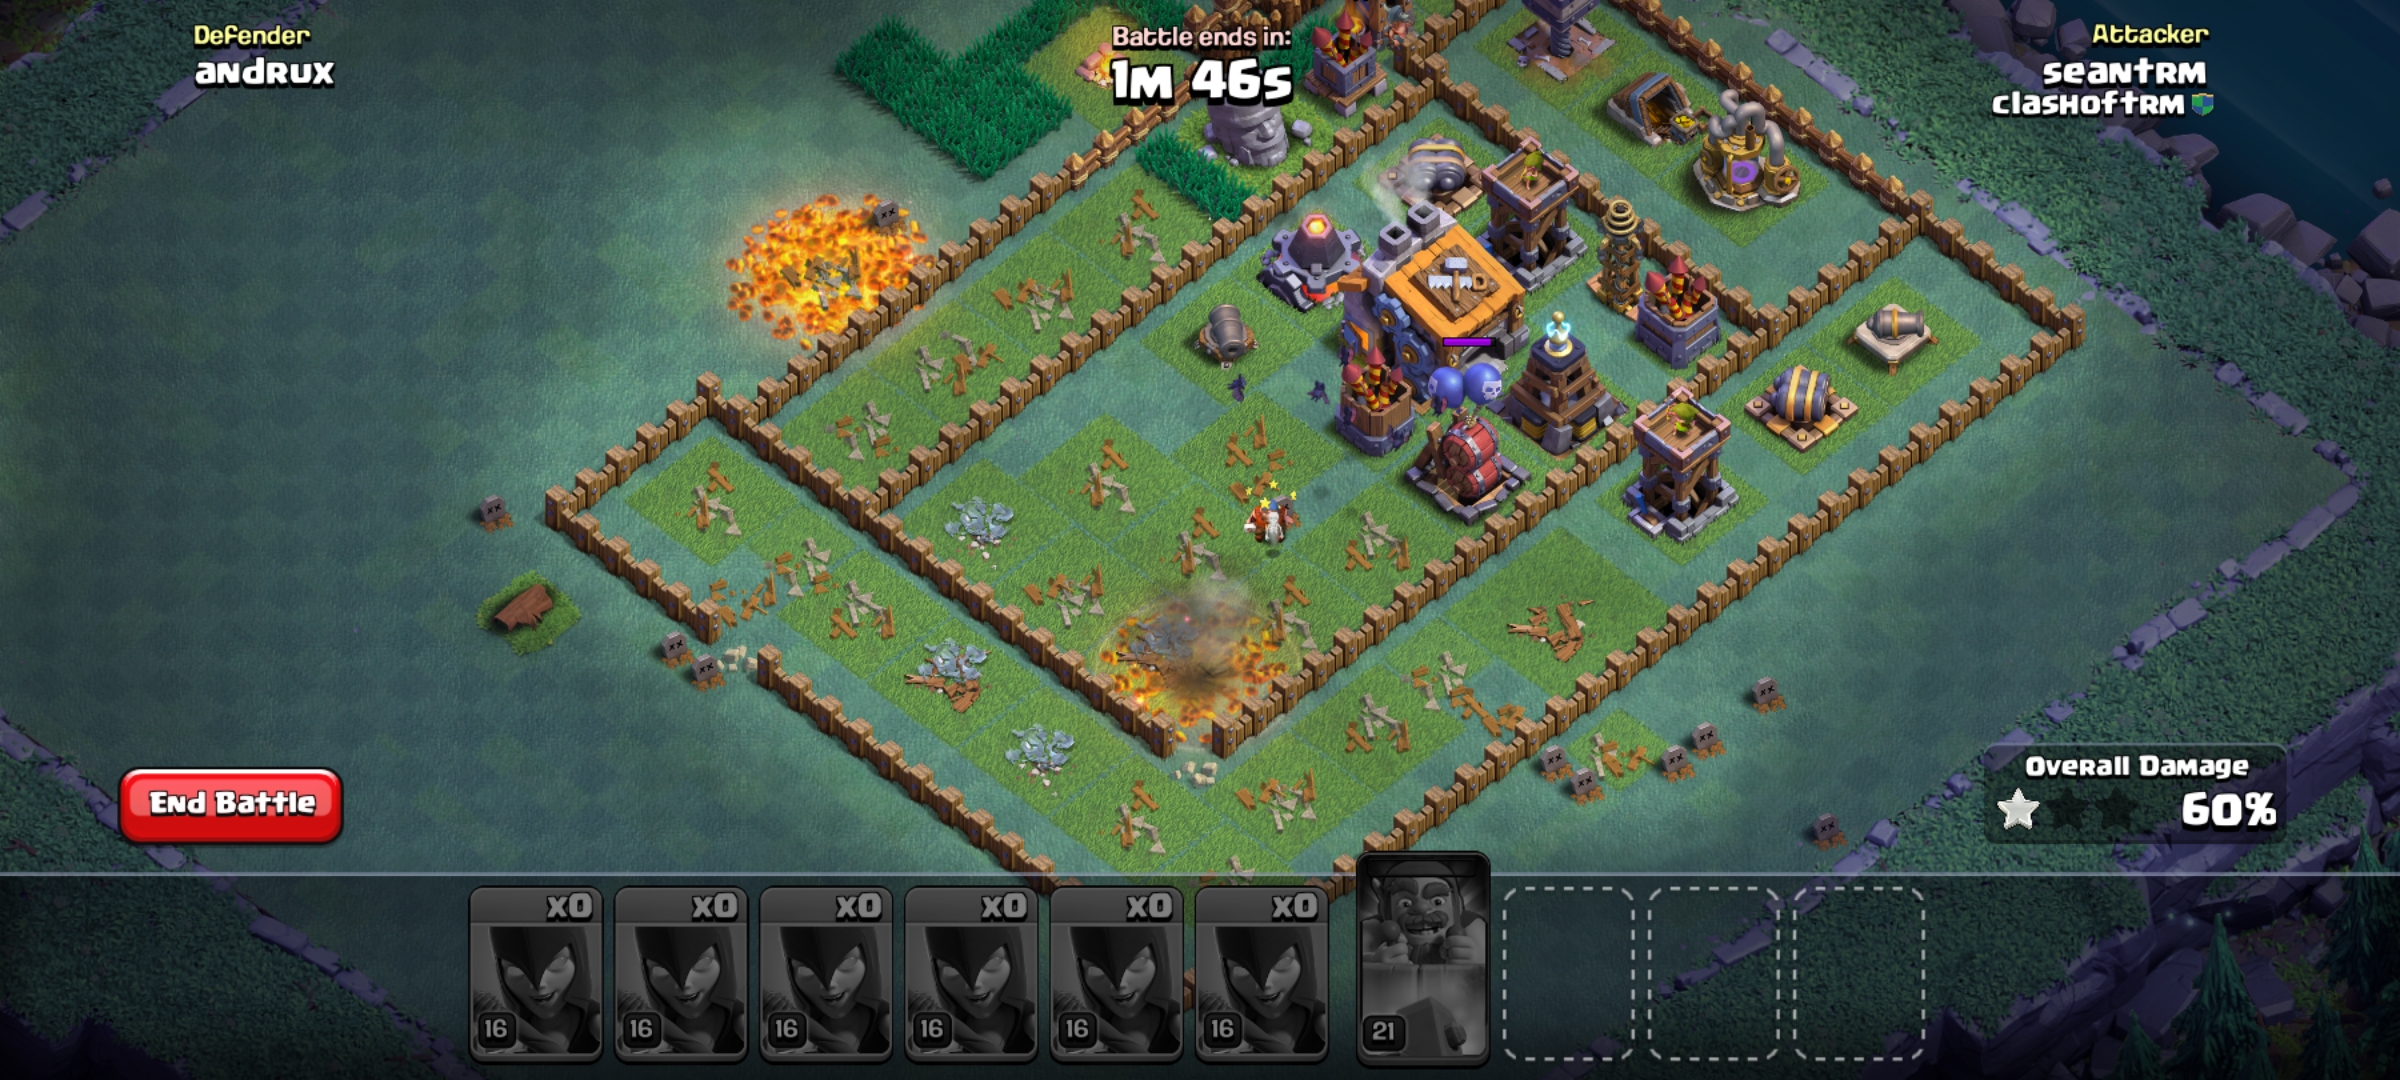 Defender
andrux
Battle ends in:
1m 46s
Attacker
seantrm
clashoftrm
End Battle
Overall Damage
60%
x0
x0
x0
x0
x0
x0
16
16
16
16
16
16
21